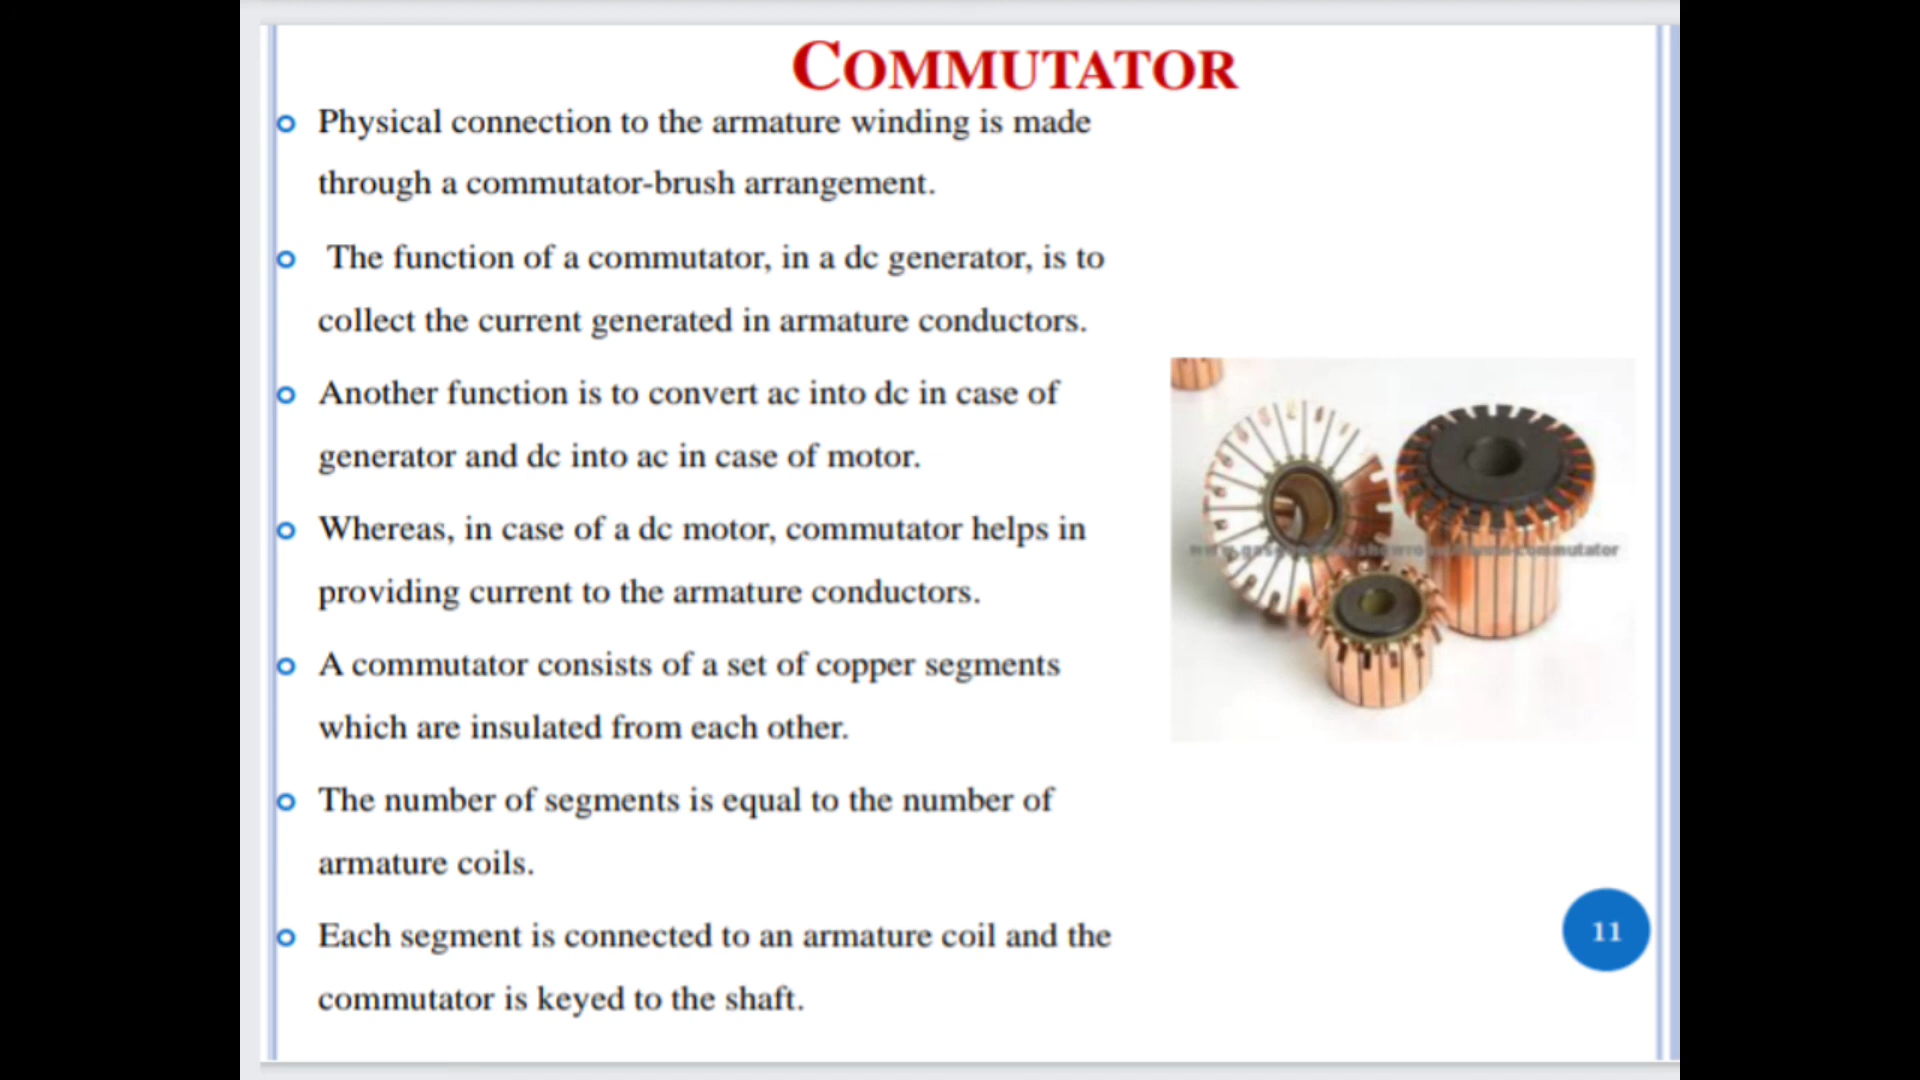 COMMUTATOR
Physical connection to the armature winding is made
through a commutator-brush arrangement.
The function of a commutator, in a dc generator, is to
collect the current generated in armature conductors.
Another function is to convert ac into dc in case of
generator and dc into ac in case of motor.
Whereas, in case of a dc motor, commutator helps in
providing current to the armature conductors.
A commutator consists of a set of copper segments
which are insulated from each other.
The number of segments is equal to the number of
armature coils.
Each segment is connected to an armature coil and the
commutator is keyed to the shaft.
11